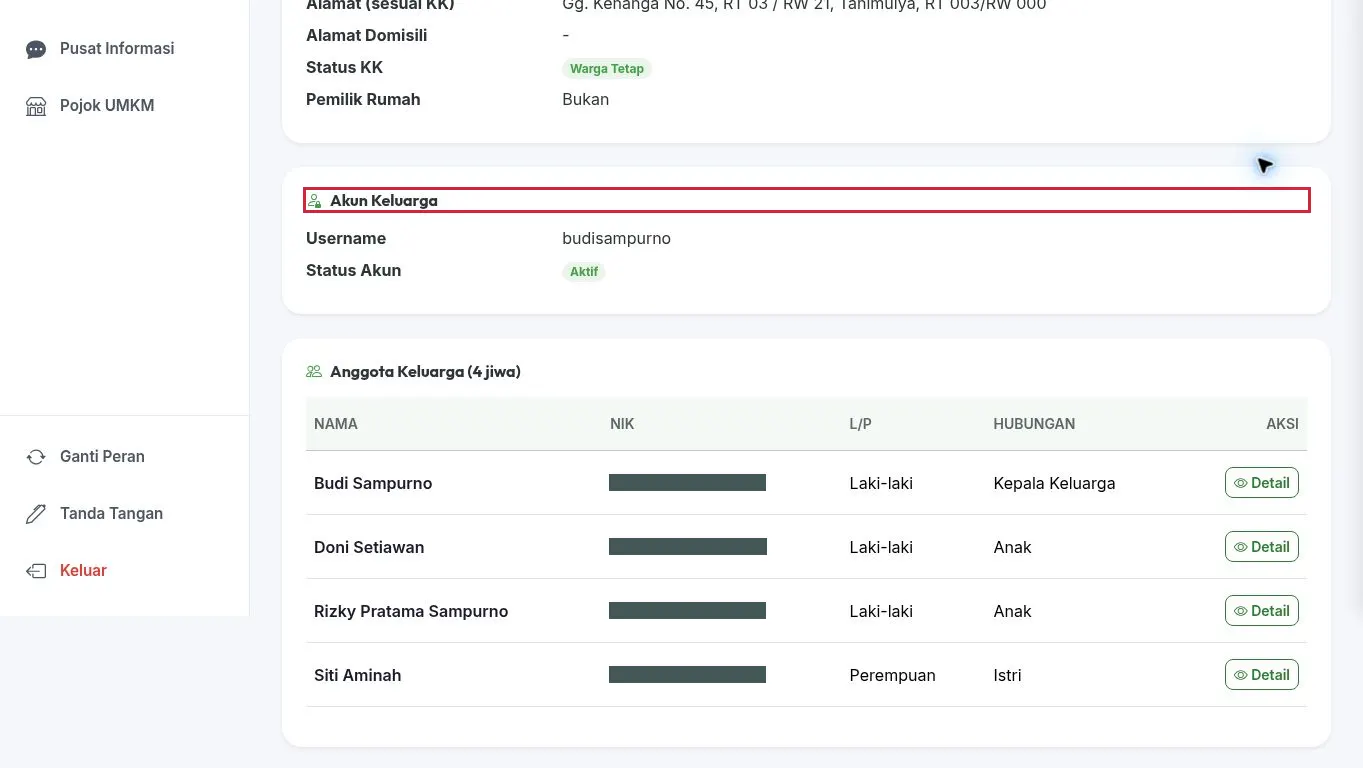 Alamat (sesuai KK) Gg. Kenanga No. 45, RT 03 / RW 21, Tanimulya, RT 003/RW 000
Pusat Informasi
Alamat Domisili -
Status KK Warga Tetap
Pojok UMKM
Pemilik Rumah Bukan
Akun Keluarga
Username budisampurno
Status Akun Aktif
Anggota Keluarga (4 jiwa)
NAMA NIK L/P HUBUNGAN AKSI
Budi Sampurno Laki-laki Kepala Keluarga Detail
Doni Setiawan Laki-laki Anak Detail
Rizky Pratama Sampurno Laki-laki Anak Detail
Siti Aminah Perempuan Istri Detail
Ganti Peran
Tanda Tangan
Keluar